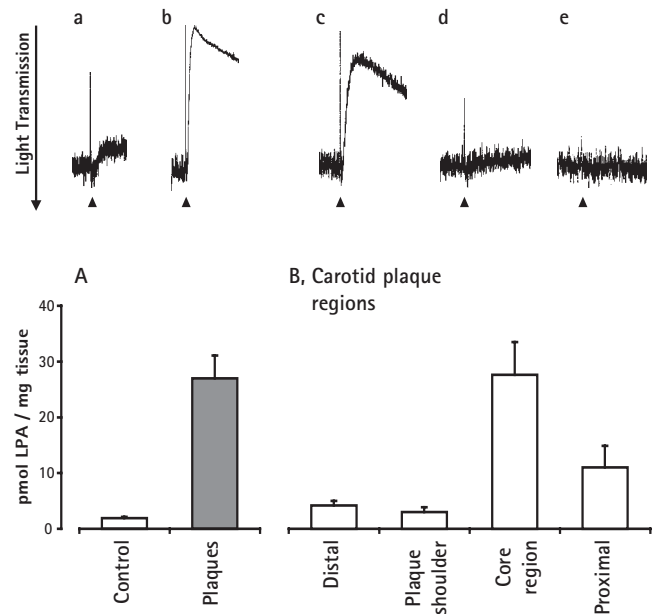 a b c d e
Light Transmission
A
B, Carotid plaque
regions
pmol LPA / mg tissue
40
30
20
10
0
Control
Plaques
Distal
Plaque
shoulder
Core
region
Proximal